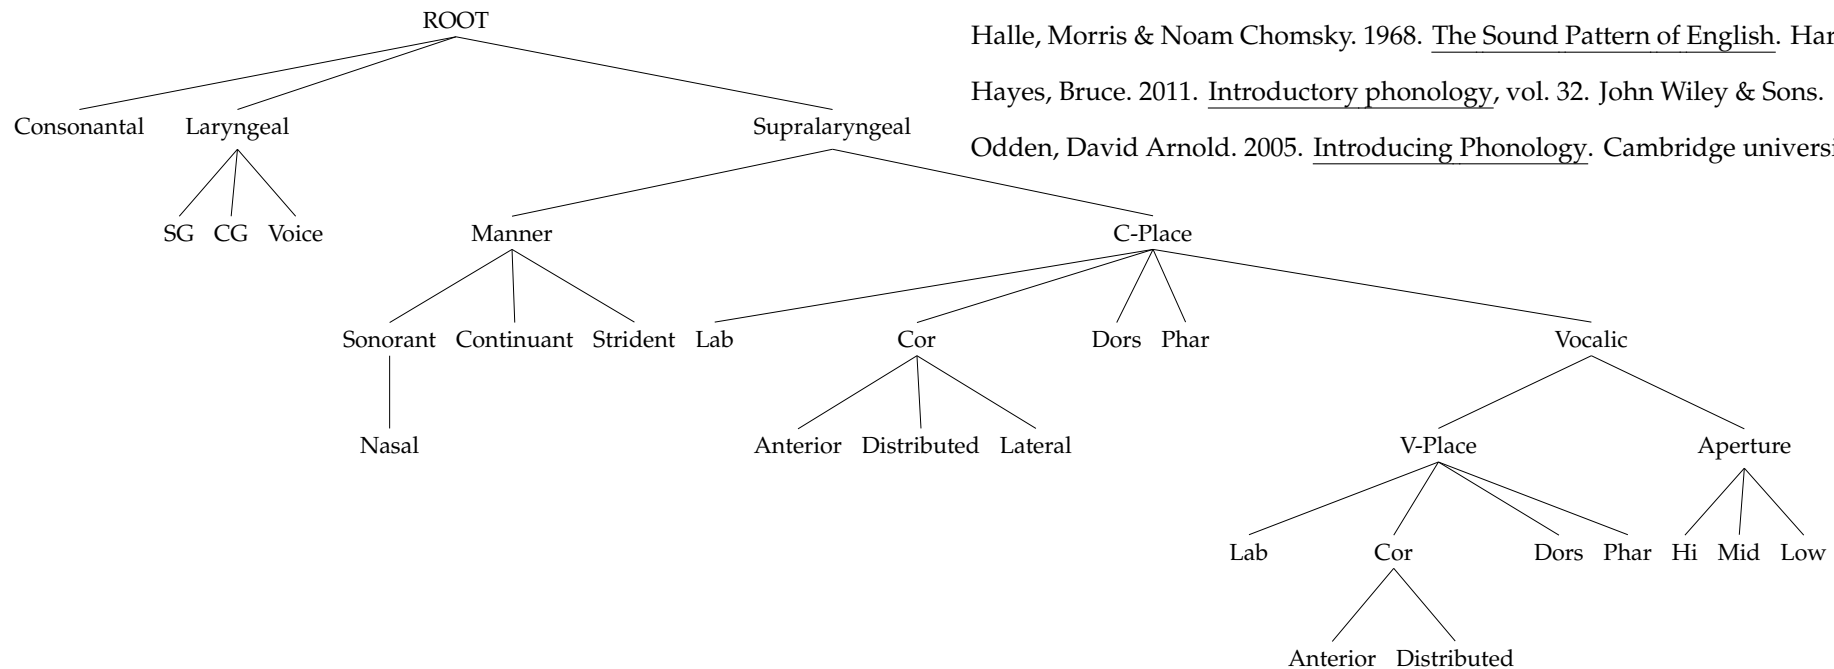 ROOT
Halle, Morris & Noam Chomsky. 1968. The Sound Pattern of English.
Hayes, Bruce. 2011. Introductory phonology, vol. 32. John Wiley & Sons.
Consonantal Laryngeal Supralaryngeal
Odden, David Arnold. 2005. Introducing Phonology. Cambridge
SG CG Voice Manner C-Place
Sonorant Continuant Strident Lab Cor Dors Phar Vocalic
Nasal Anterior Distributed Lateral V-Place Aperture
Lab Cor Dors Phar Hi Mid Low
Anterior Distributed